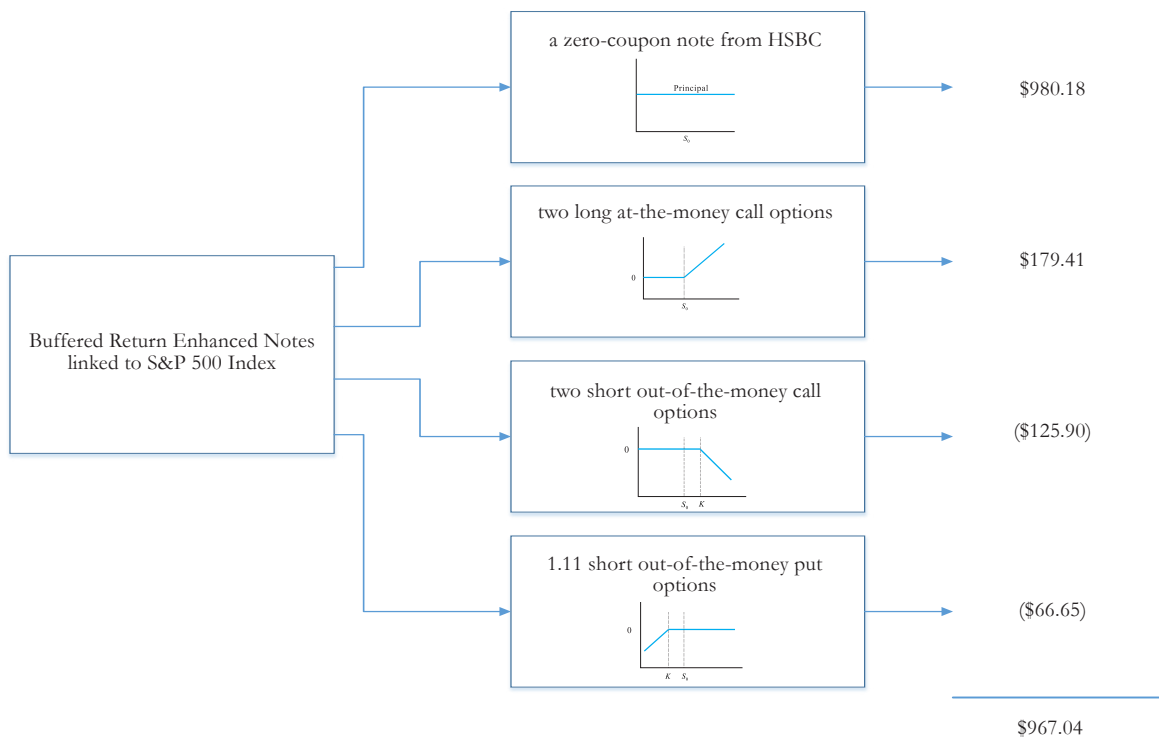 a zero-coupon note from HSBC
Principal
S₀
$980.18
two long at-the-money call options
0
S₀
$179.41
Buffered Return Enhanced Notes
linked to S&P 500 Index
two short out-of-the-money call
options
0
S₀ K
($125.90)
1.11 short out-of-the-money put
options
0
K S₀
($66.65)
$967.04